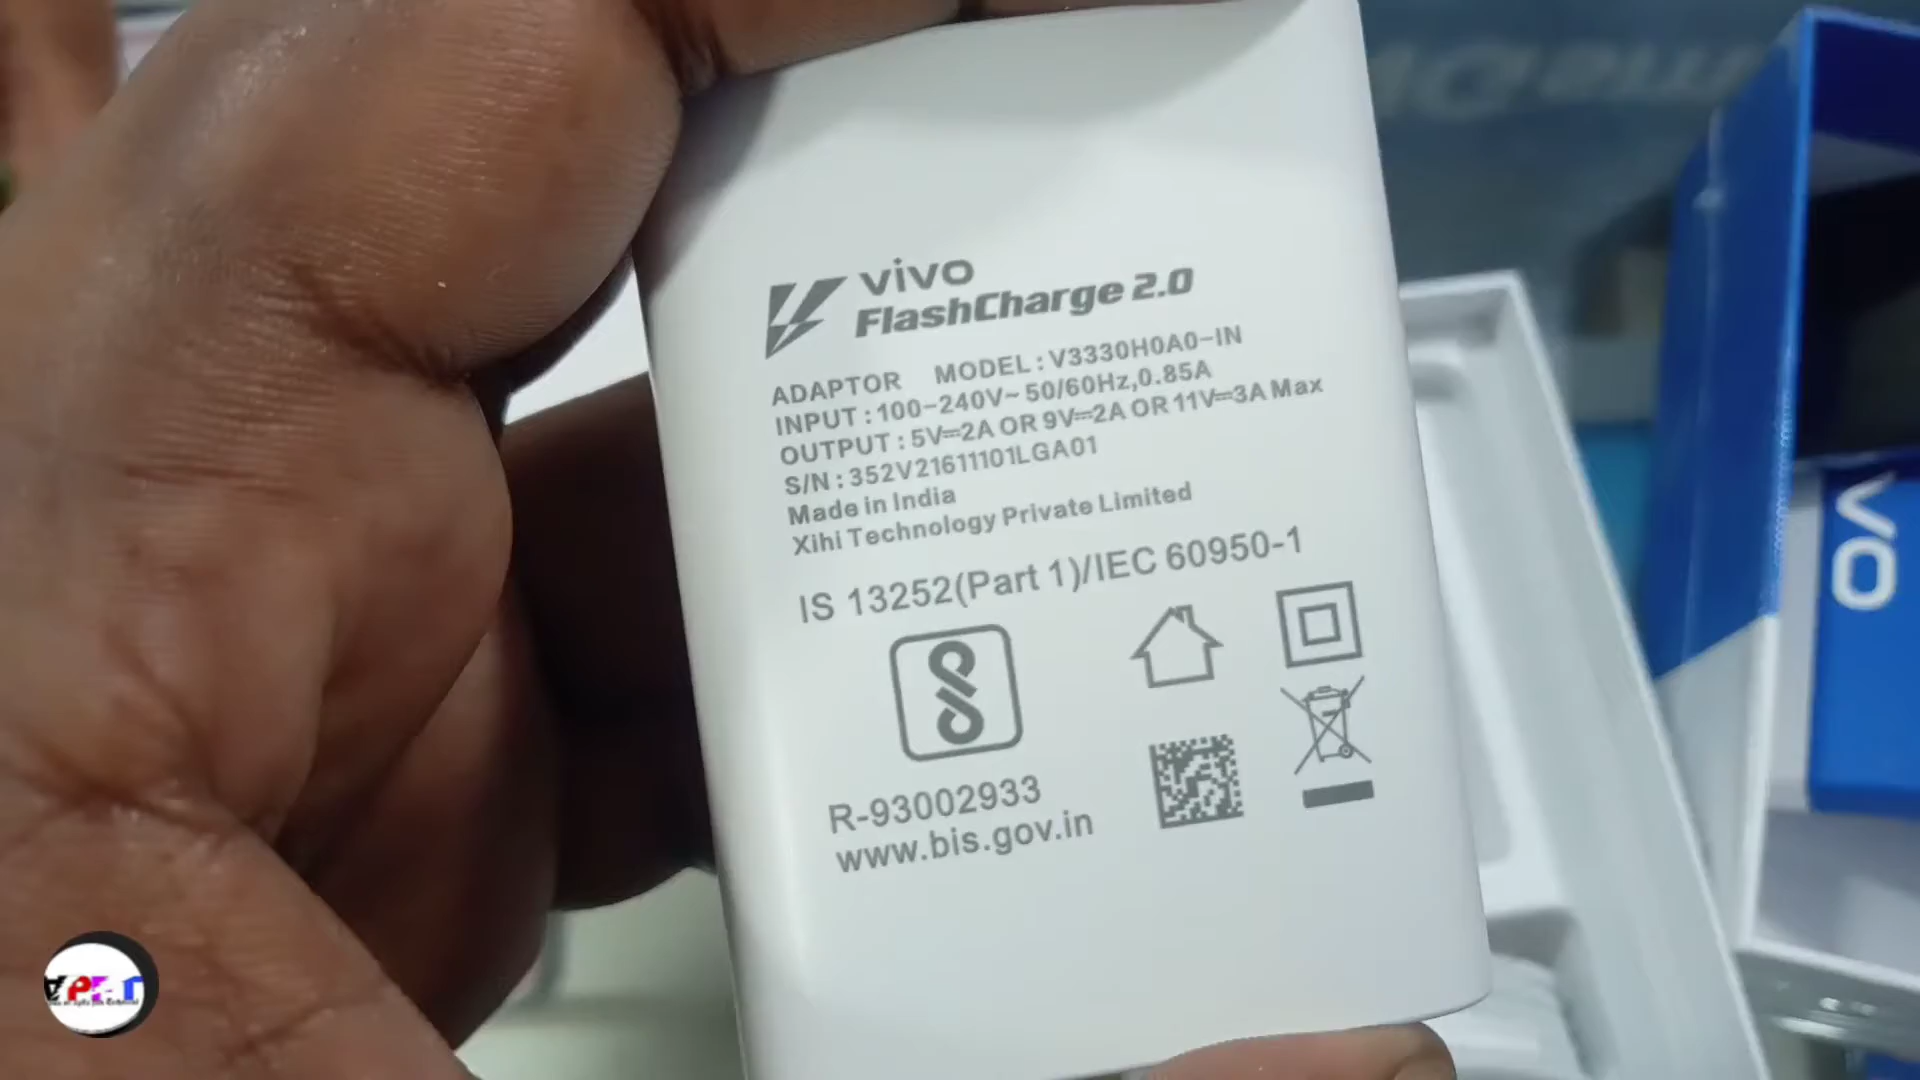 vivo
FlashCharge 2.0
ADAPTOR MODEL : V3330H0A0-IN
INPUT : 100-240V~ 50/60Hz,0.85A
OUTPUT : 5V⎓2A OR 9V⎓2A OR 11V⎓3A Max
S/N : 352V21611101LGA01
Made in India
Xihi Technology Private Limited
IS 13252(Part 1)/IEC 60950-1
R-93002933
www.bis.gov.in
VO